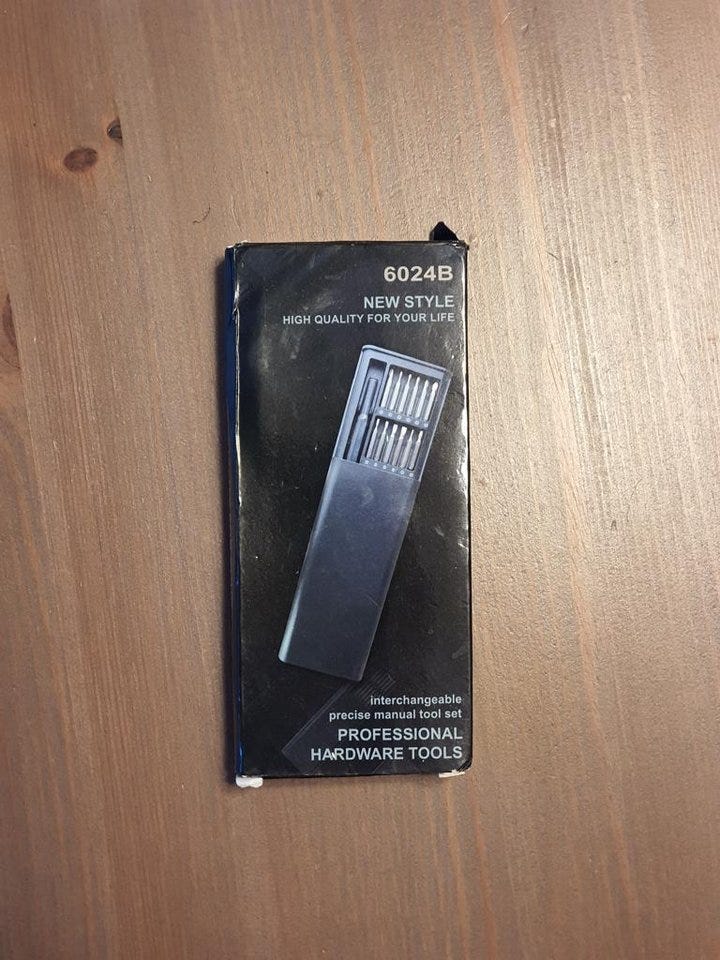 6024B
NEW STYLE
HIGH QUALITY FOR YOUR LIFE
interchangeable
precise manual tool set
PROFESSIONAL
HARDWARE TOOLS